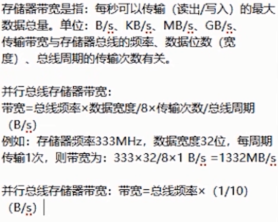 存储器带宽是指：每秒可以传输（读出/写入）的最大
数据总量。单位：B/s、KB/s、MB/s、GB/s、
传输带宽与存储器总线的频率、数据位数（宽
度）、总线周期的传输次数有关。
并行总线存储器带宽：
带宽=总线频率×数据宽度/8×传输次数/总线周期
（B/s）
例如：存储器频率333MHz，数据宽度32位，每周期
传输1次，则带宽为：333×32/8×1 B/s =1332MB/s
并行总线存储器带宽：带宽=总线频率×（1/10）
（B/s）